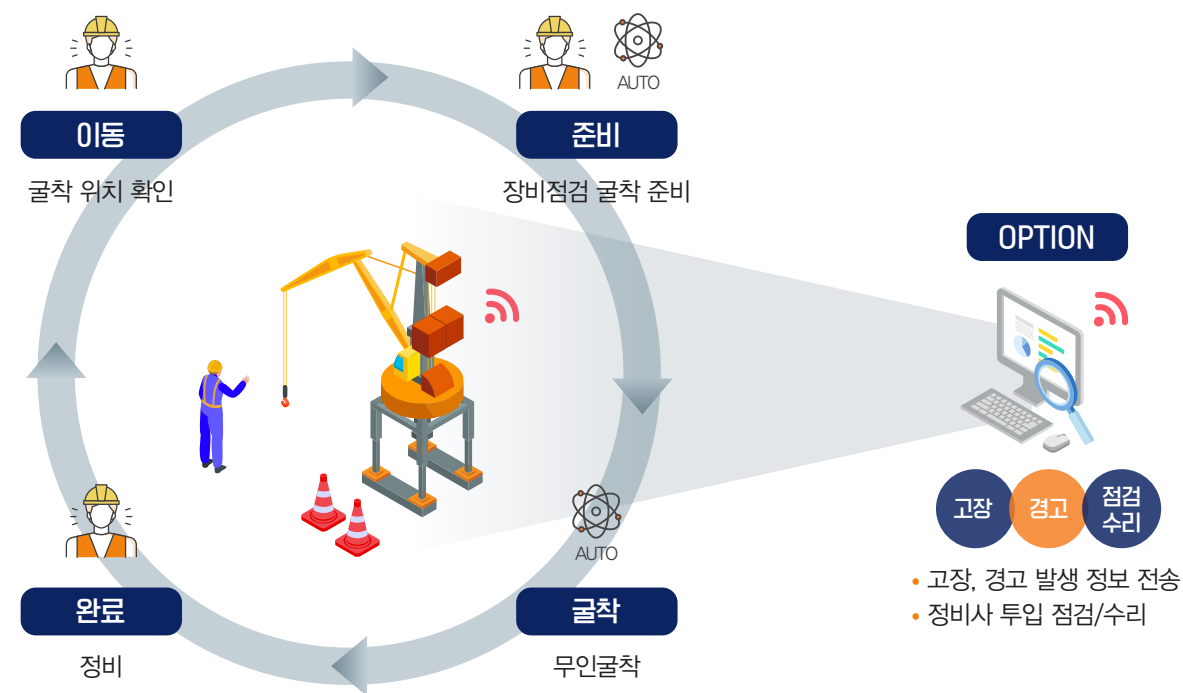 AUTO
이동
굴착 위치 확인
준비
장비점검 굴착 준비
OPTION
고장
경고
점검
수리
• 고장, 경고 발생 정보 전송
• 정비사 투입 점검/수리
AUTO
굴착
무인굴착
완료
정비